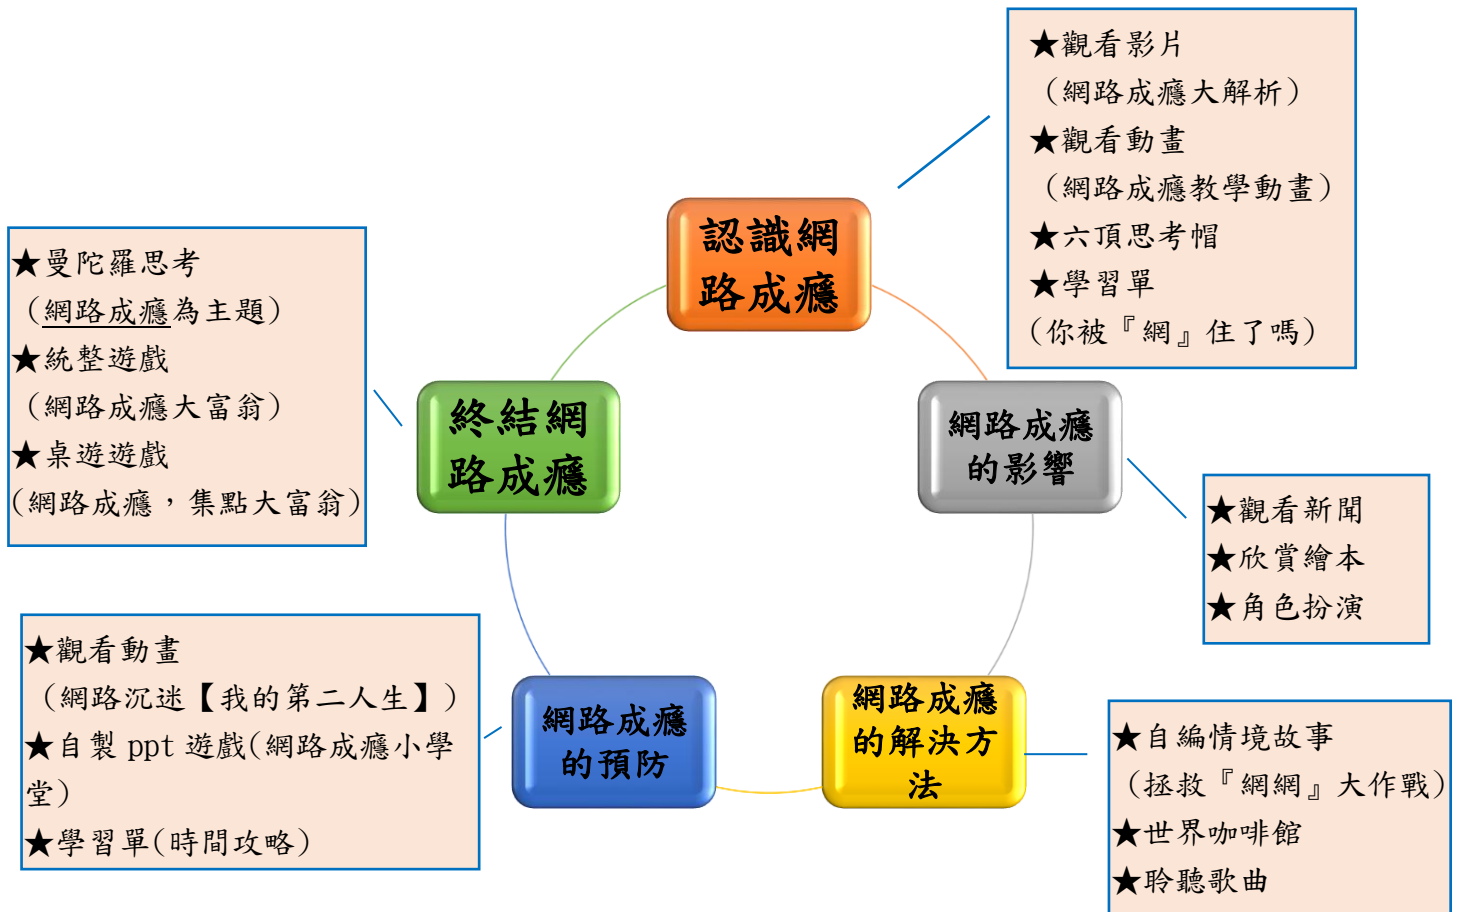 ★觀看影片
（網路成癮大解析）
★觀看動畫
（網路成癮教學動畫）
★六頂思考帽
★學習單
（你被『網』住了嗎）
認識網
路成癮
★曼陀羅思考
（網路成癮為主題）
★統整遊戲
（網路成癮大富翁）
★桌遊遊戲
（網路成癮，集點大富翁）
終結網
路成癮
網路成癮
的影響
★觀看新聞
★欣賞繪本
★角色扮演
★觀看動畫
（網路沉迷【我的第二人生】）
★自製 ppt 遊戲(網路成癮小學
堂)
★學習單(時間攻略)
網路成癮
的預防
網路成癮
的解決方
法
★自編情境故事
（拯救『網網』大作戰）
★世界咖啡館
★聆聽歌曲